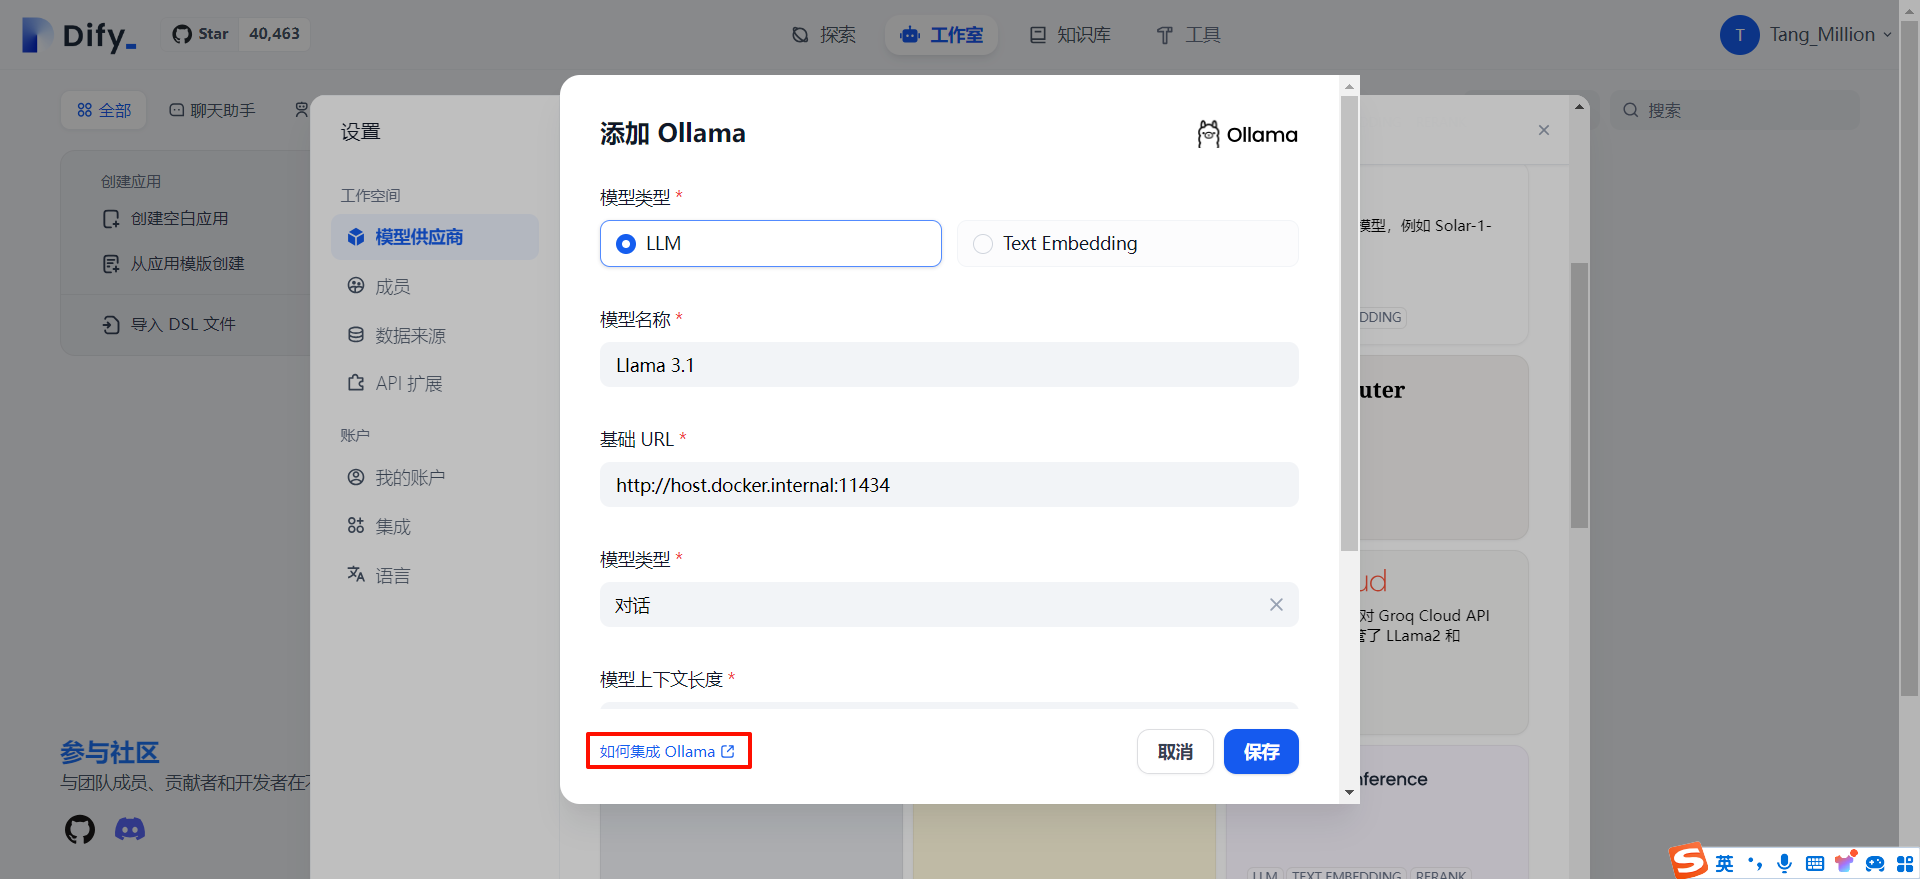 Dify_
Star 40,463
探索
工作室
知识库
工具
T Tang_Million
全部
聊天助手
搜索
创建应用
创建空白应用
从应用模版创建
导入 DSL 文件
参与社区
与团队成员、贡献者和开发者在
设置
工作空间
模型供应商
成员
数据来源
API 扩展
账户
我的账户
集成
语言
添加 Ollama
Ollama
模型类型 *
LLM
Text Embedding
模型名称 *
Llama 3.1
基础 URL *
http://host.docker.internal:11434
模型类型 *
对话
模型上下文长度 *
如何集成 Ollama
取消
保存
模型，例如 Solar-1-
DDING
uter
ud
对 Groq Cloud API
了 LLama2 和
nference
LLM
TEXT EMBEDDING
RERANK
英